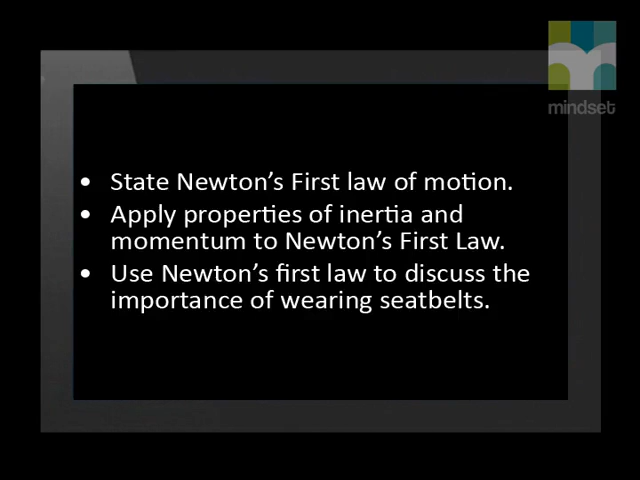 mindset
• State Newton's First law of motion.
• Apply properties of inertia and
momentum to Newton's First Law.
• Use Newton's first law to discuss the
importance of wearing seatbelts.